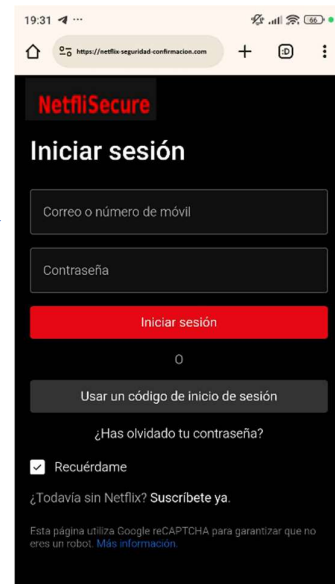 19:31
66
https://netflix-seguridad-confirmacion.com
NetfliSecure
Iniciar sesión
Correo o número de móvil
Contraseña
Iniciar sesión
O
Usar un código de inicio de sesión
¿Has olvidado tu contraseña?
Recuérdame
¿Todavía sin Netflix? Suscríbete ya.
Esta página utiliza Google reCAPTCHA para garantizar que no
eres un robot. Más información.